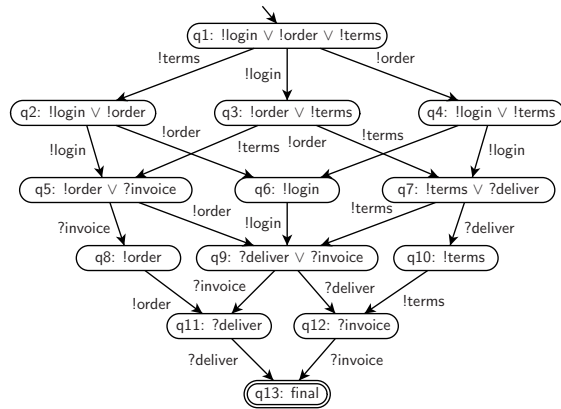 q1: !login ∨ !order ∨ !terms
!terms
!login
!order
q2: !login ∨ !order
q3: !order ∨ !terms
q4: !login ∨ !terms
!login
!order
!terms
!order
!terms
!login
q5: !order ∨ ?invoice
q6: !login
q7: !terms ∨ ?deliver
?invoice
!order
!login
!terms
?deliver
q8: !order
q9: ?deliver ∨ ?invoice
q10: !terms
!order
?invoice
?deliver
!terms
q11: ?deliver
q12: ?invoice
?deliver
?invoice
q13: final